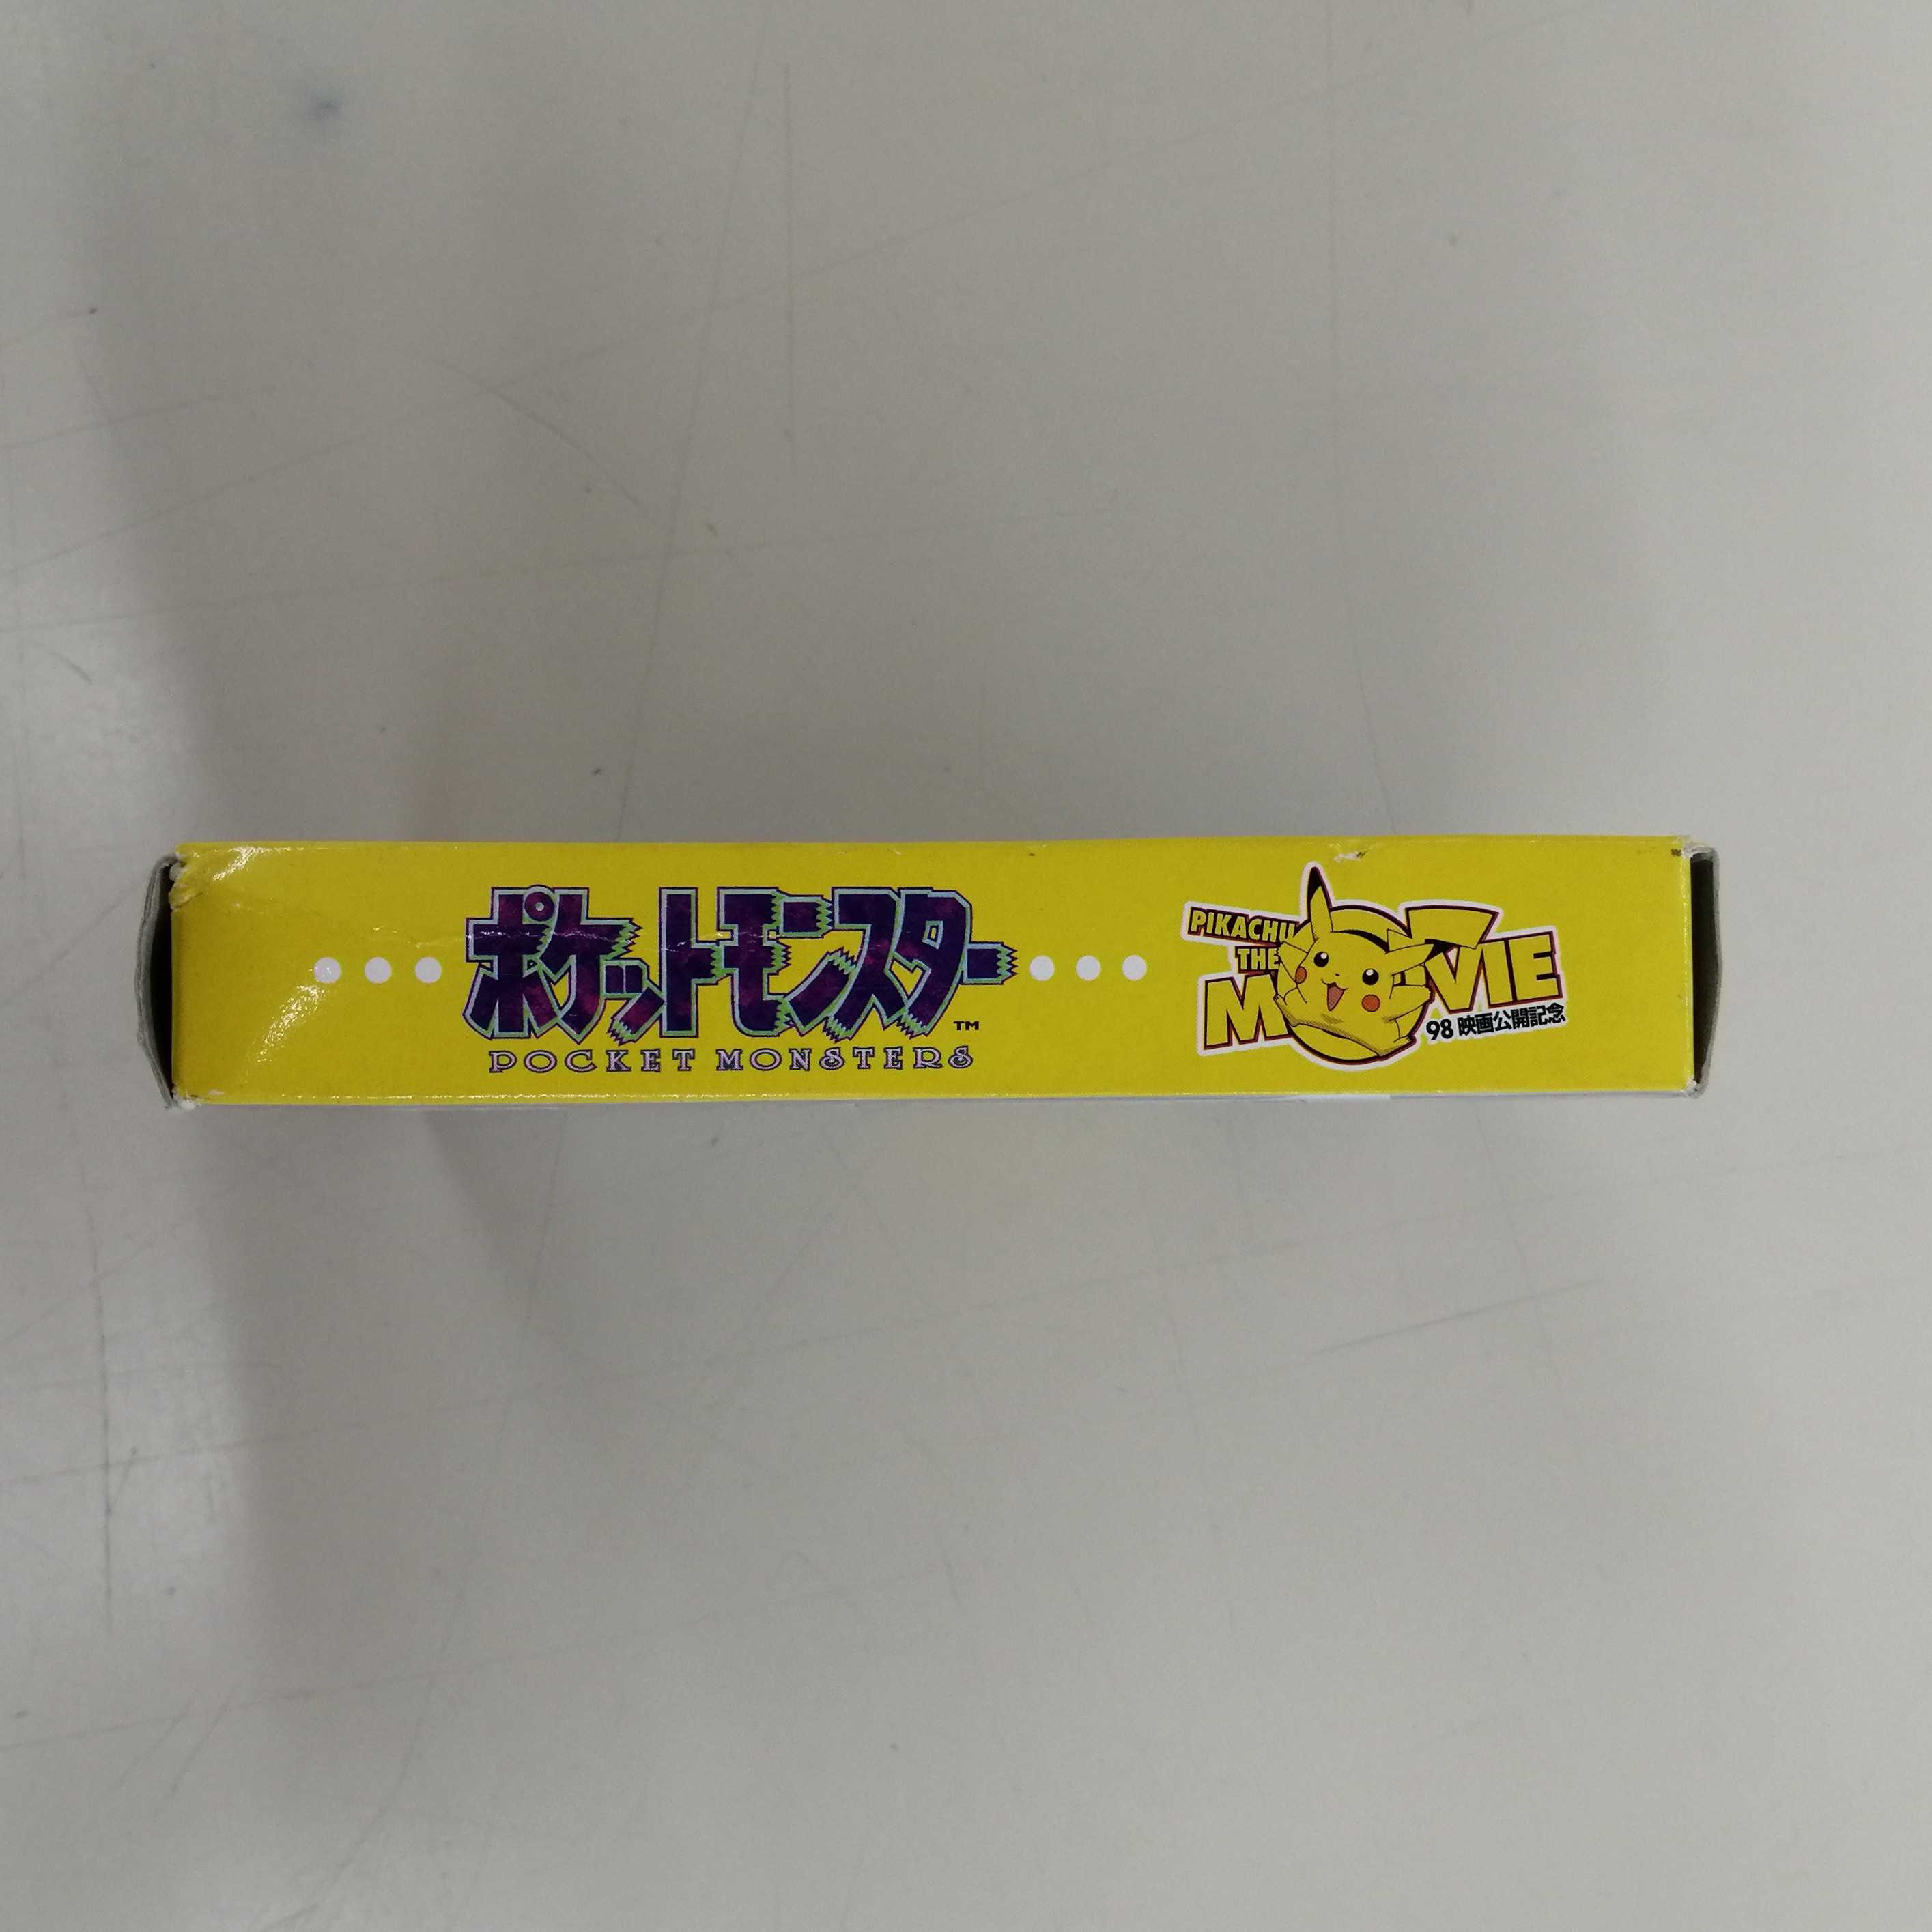 ポケットモンスター
TM
POCKET MONSTERS
PIKACHU
THE
MOVIE
98 映画公開記念